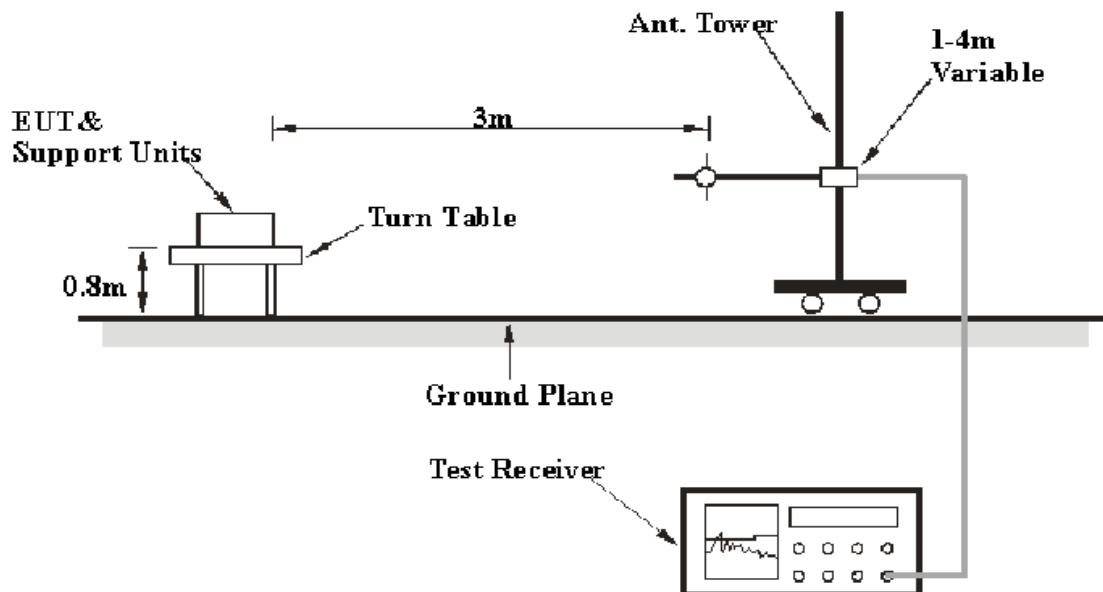 Ant. Tower
1-4m
Variable
3m
EUT&
Support Units
Turn Table
0.8m
Ground Plane
Test Receiver